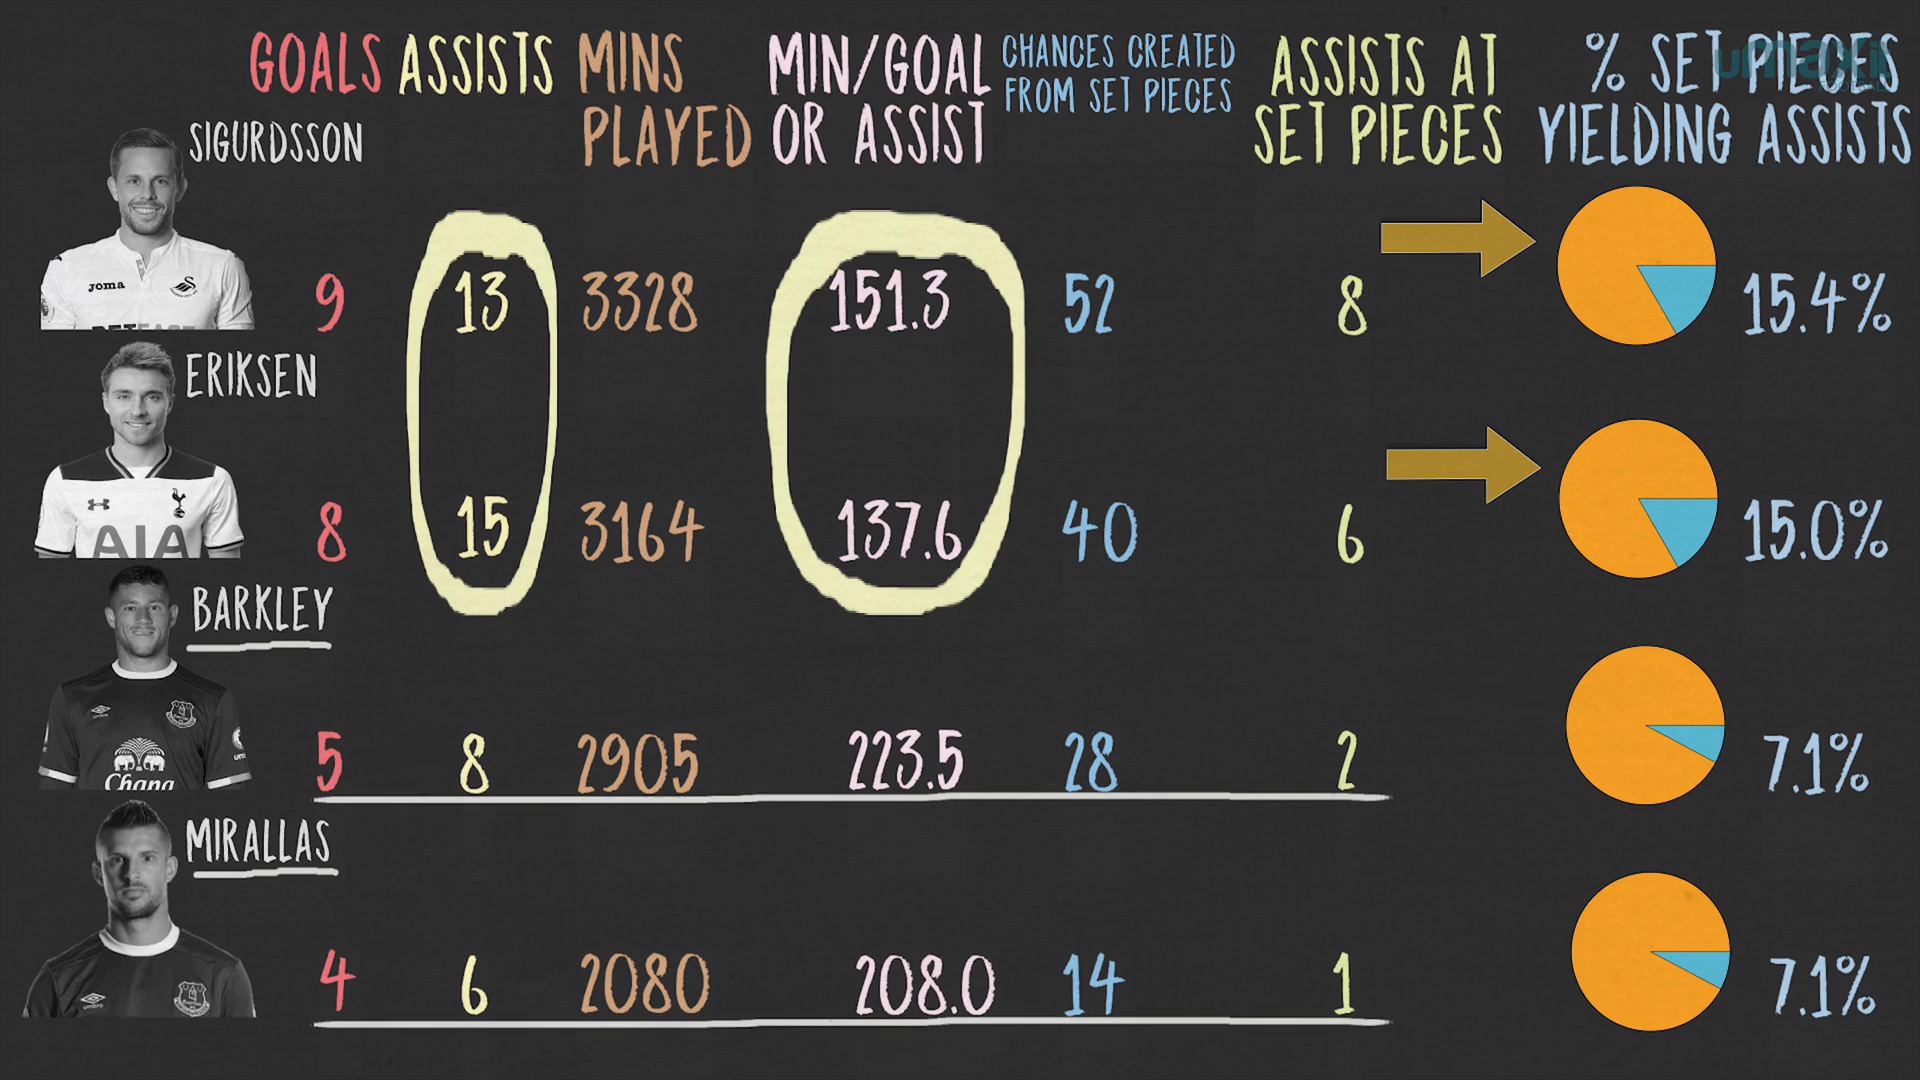 GOALS ASSISTS MINS PLAYED MIN/GOAL OR ASSIST CHANCES CREATED FROM SET PIECES ASSISTS AT SET PIECES % SET PIECES YIELDING ASSISTS
SIGURDSSON
joma
9 13 3328 151.3 52 8 15.4%
ERIKSEN
AIA
8 15 3164 137.6 40 6 15.0%
BARKLEY
Chang
5 8 2905 223.5 28 2 7.1%
MIRALLAS
4 6 2080 208.0 14 1 7.1%